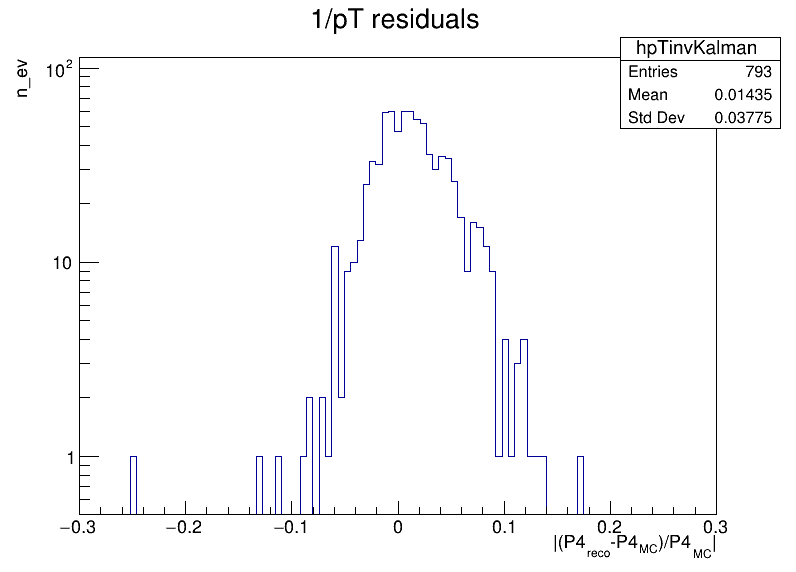 1/pT residuals
hpTinvKalman
Entries 793
Mean 0.01435
Std Dev 0.03775
n_ev
10²
10
1
−0.3 −0.2 −0.1 0 0.1 0.2 0.3
|(P4reco-P4MC)/P4MC|